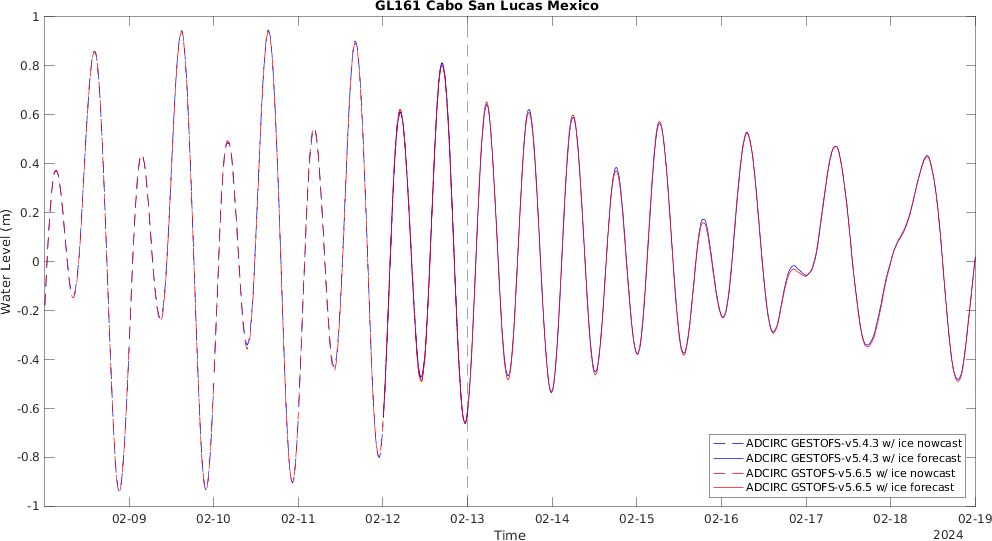 GL161 Cabo San Lucas Mexico
1
0.8
0.6
0.4
0.2
0
-0.2
-0.4
-0.6
-0.8
-1
Water Level (m)
ADCIRC GESTOFS-v5.4.3 w/ ice nowcast
ADCIRC GESTOFS-v5.4.3 w/ ice forecast
ADCIRC GSTOFS-v5.6.5 w/ ice nowcast
ADCIRC GSTOFS-v5.6.5 w/ ice forecast
02-09 02-10 02-11 02-12 02-13 02-14 02-15 02-16 02-17 02-18 02-19
Time
2024